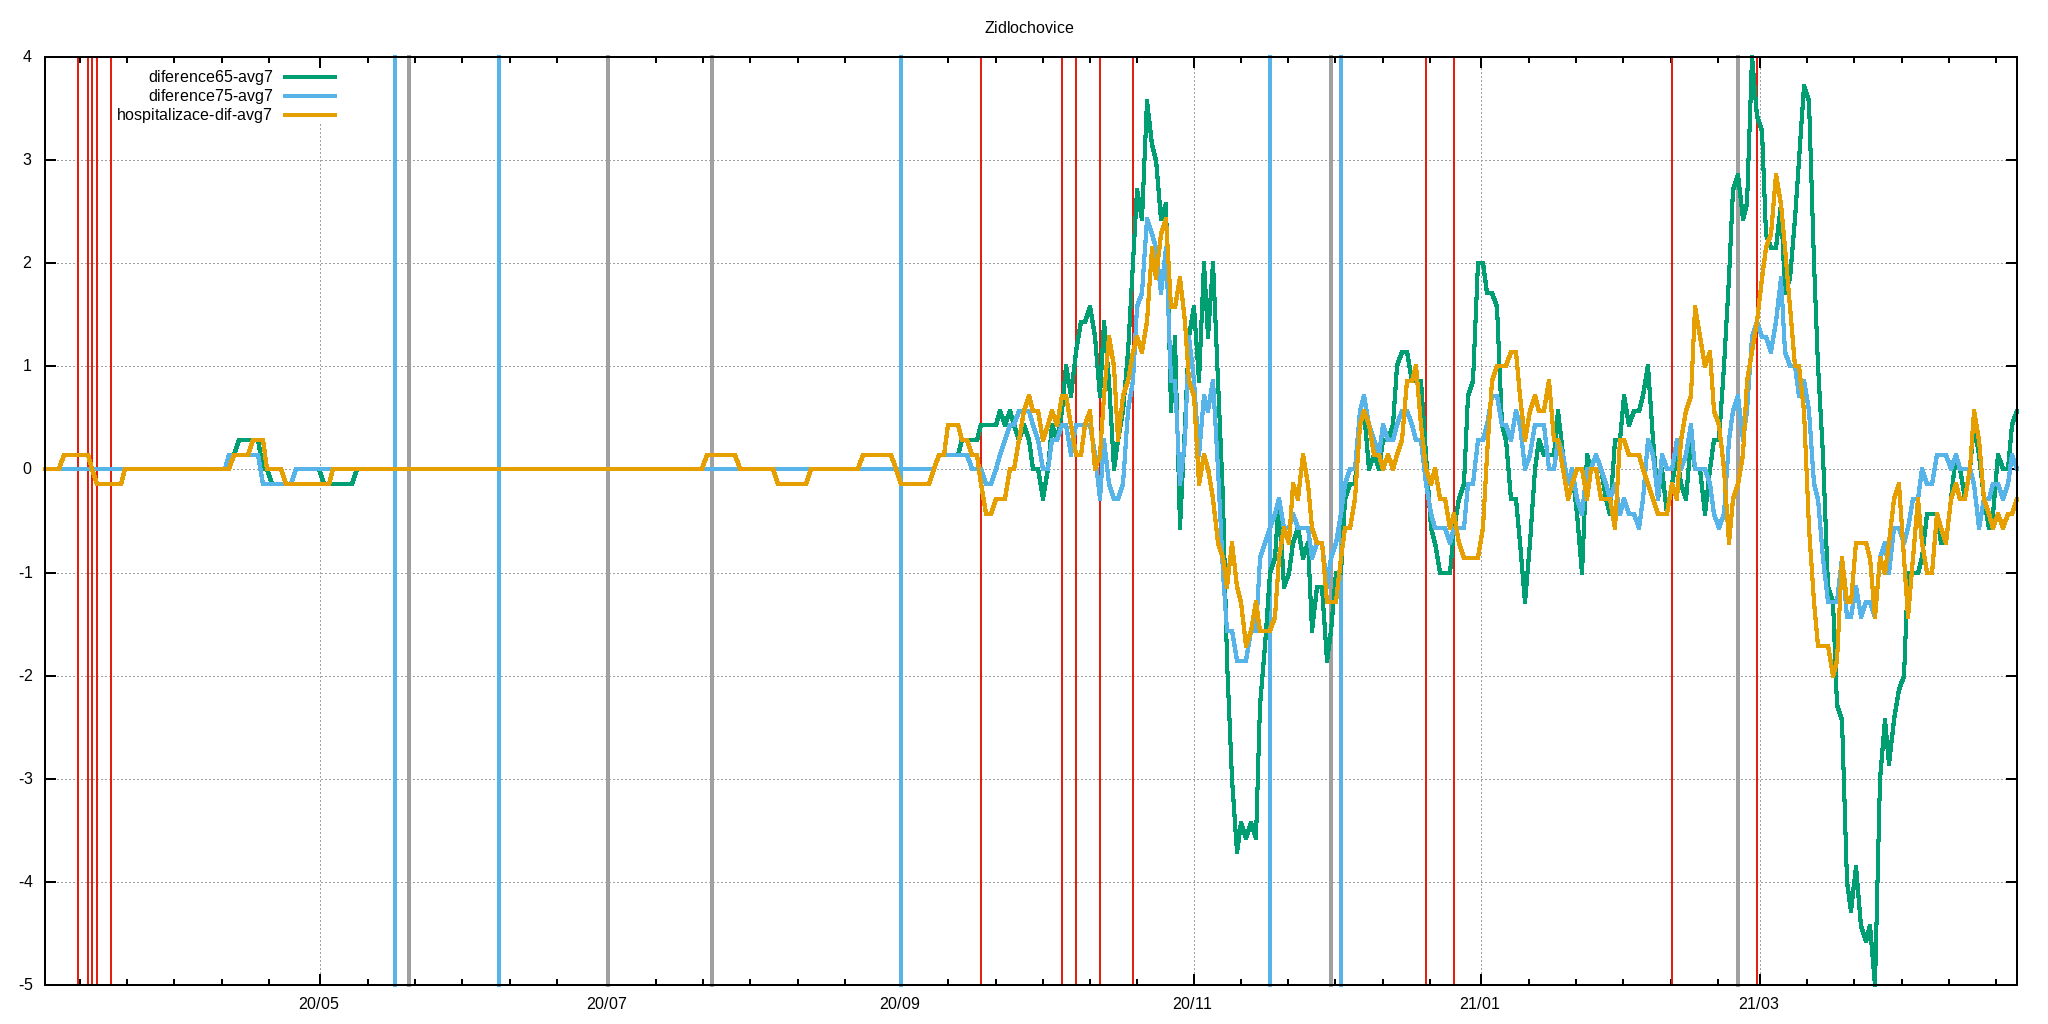 Zidlochovice
4
diference65-avg7
diference75-avg7
hospitalizace-dif-avg7
3
2
1
0
-1
-2
-3
-4
-5
20/05 20/07 20/09 20/11 21/01 21/03